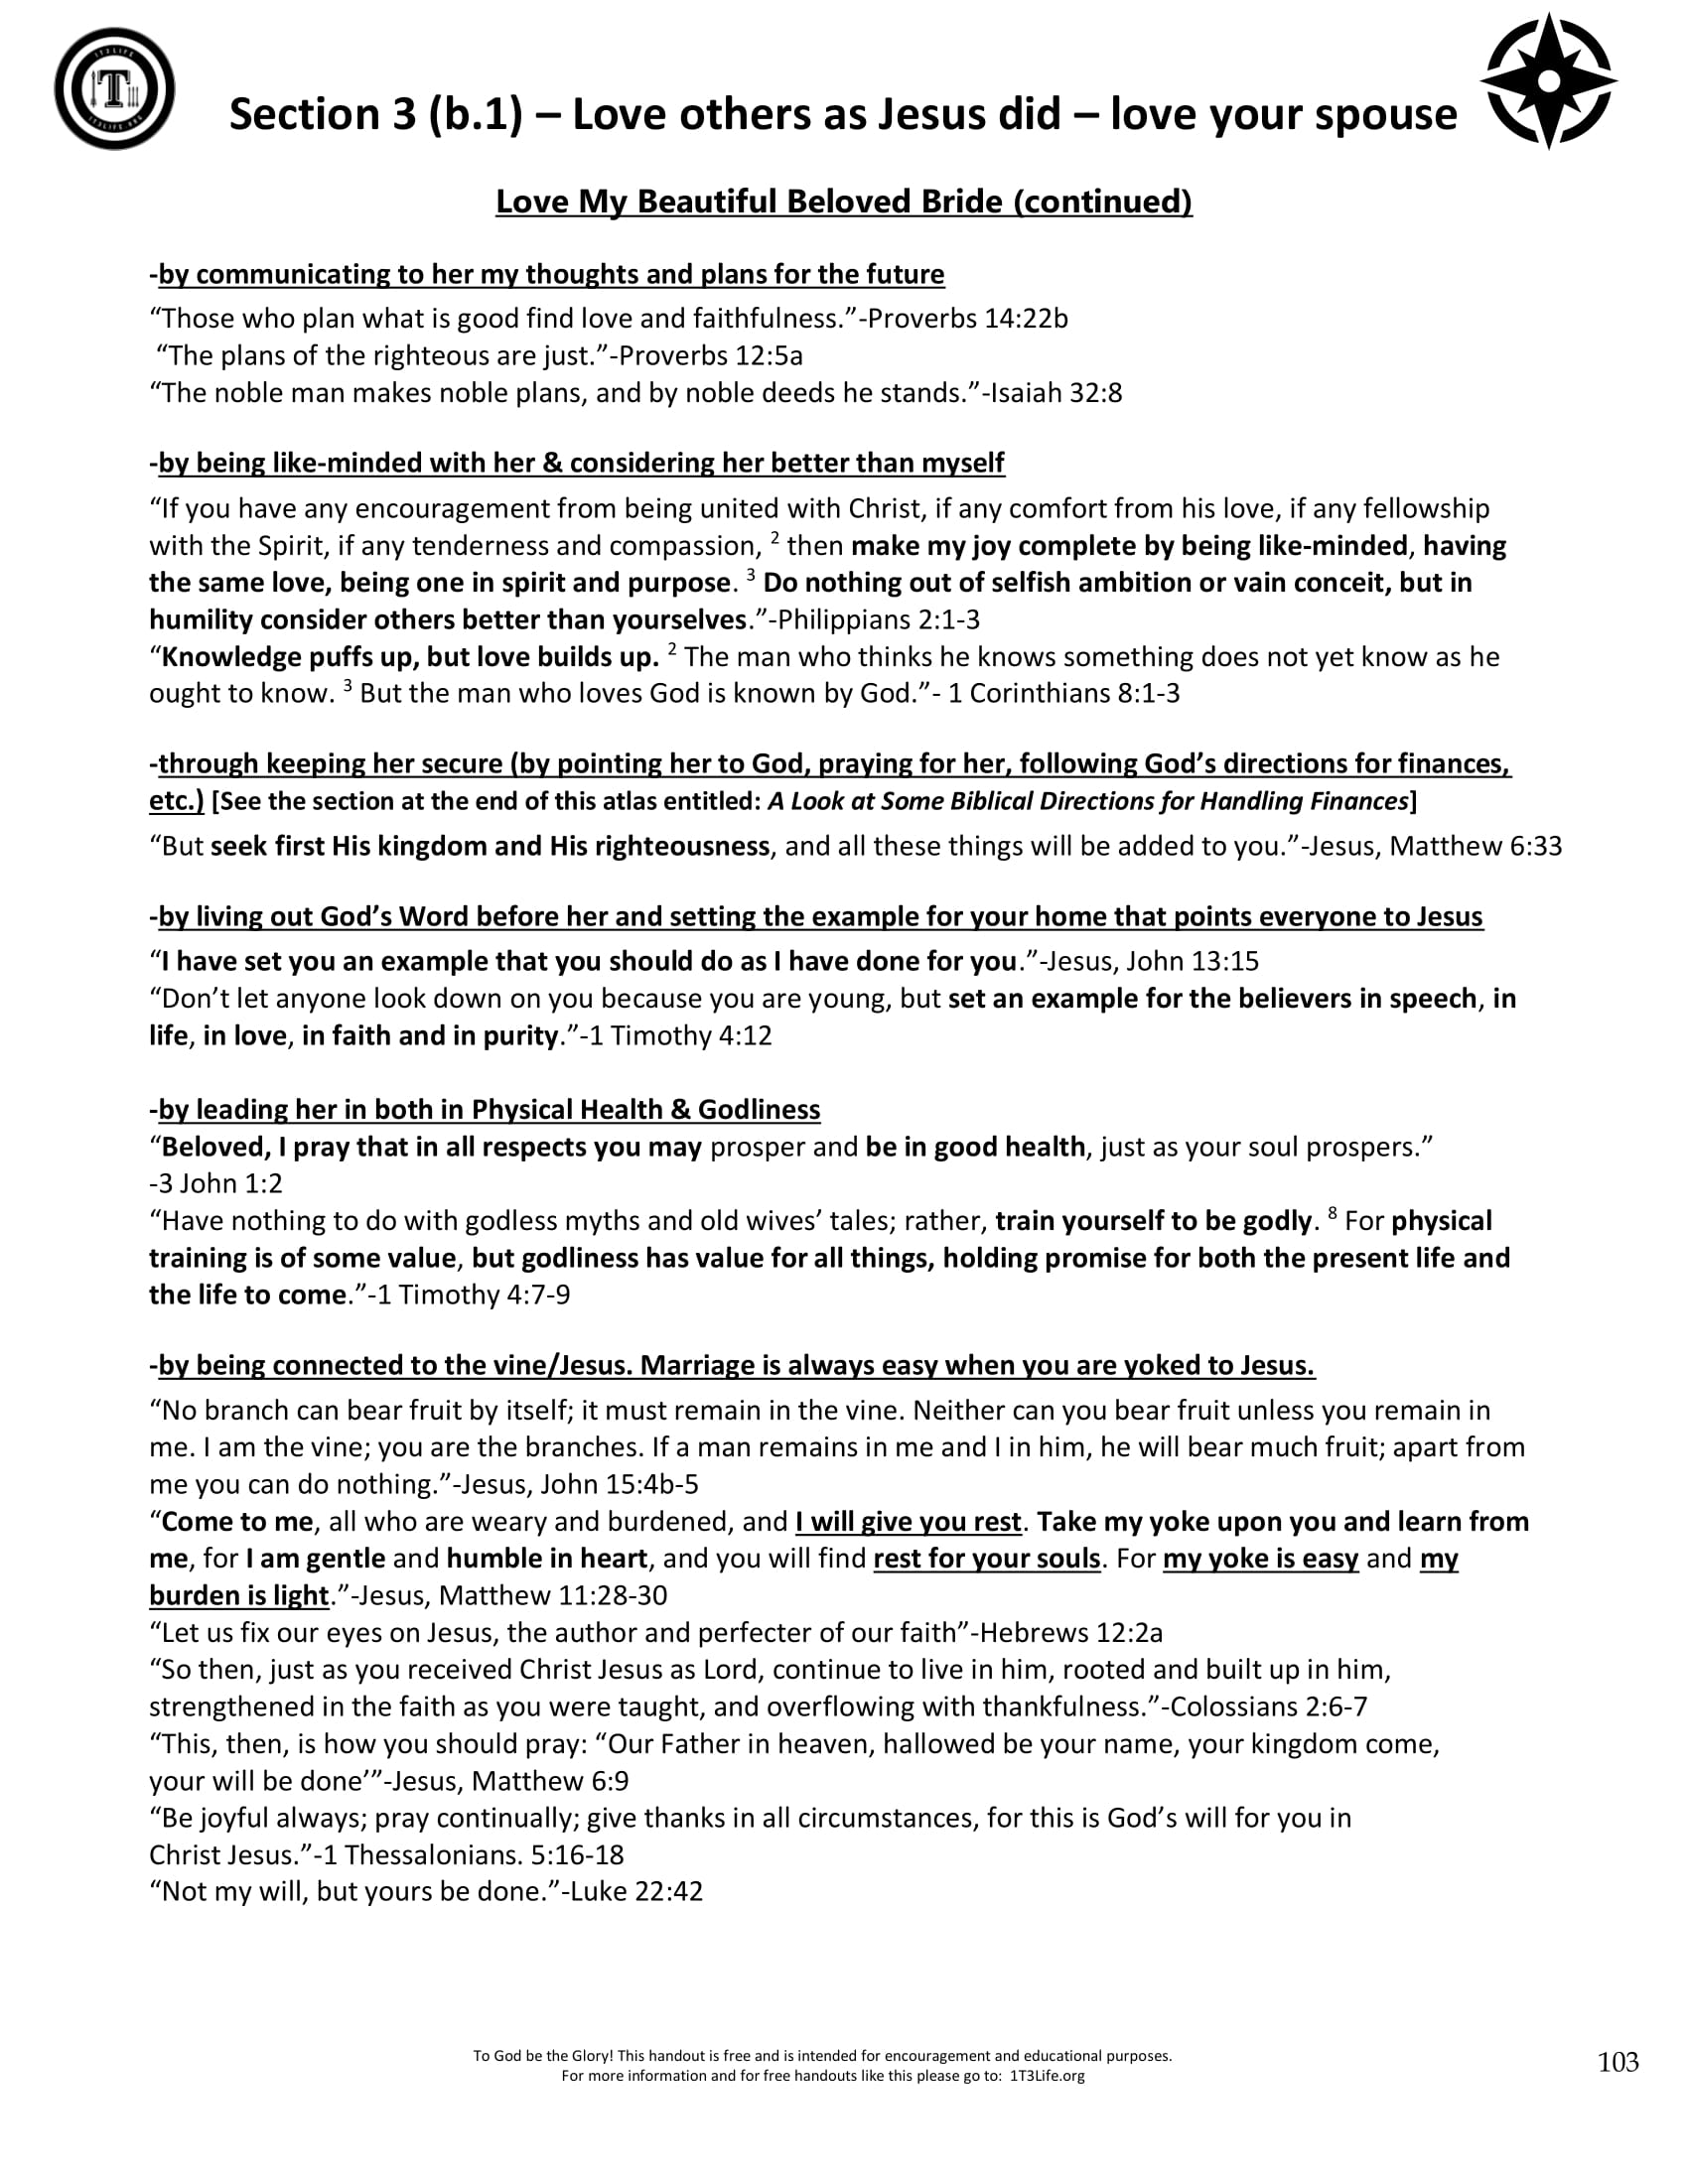 1T3LIFE
T
1T3LIFE.ORG
Section 3 (b.1) – Love others as Jesus did – love your spouse
Love My Beautiful Beloved Bride (continued)
-by communicating to her my thoughts and plans for the future
“Those who plan what is good find love and faithfulness.”-Proverbs 14:22b
“The plans of the righteous are just.”-Proverbs 12:5a
“The noble man makes noble plans, and by noble deeds he stands.”-Isaiah 32:8
-by being like-minded with her & considering her better than myself
“If you have any encouragement from being united with Christ, if any comfort from his love, if any fellowship
with the Spirit, if any tenderness and compassion, 2 then make my joy complete by being like-minded, having
the same love, being one in spirit and purpose. 3 Do nothing out of selfish ambition or vain conceit, but in
humility consider others better than yourselves.”-Philippians 2:1-3
“Knowledge puffs up, but love builds up. 2 The man who thinks he knows something does not yet know as he
ought to know. 3 But the man who loves God is known by God.”- 1 Corinthians 8:1-3
-through keeping her secure (by pointing her to God, praying for her, following God’s directions for finances,
etc.) [See the section at the end of this atlas entitled: A Look at Some Biblical Directions for Handling Finances]
“But seek first His kingdom and His righteousness, and all these things will be added to you.”-Jesus, Matthew 6:33
-by living out God’s Word before her and setting the example for your home that points everyone to Jesus
“I have set you an example that you should do as I have done for you.”-Jesus, John 13:15
“Don’t let anyone look down on you because you are young, but set an example for the believers in speech, in
life, in love, in faith and in purity.”-1 Timothy 4:12
-by leading her in both in Physical Health & Godliness
“Beloved, I pray that in all respects you may prosper and be in good health, just as your soul prospers.”
-3 John 1:2
“Have nothing to do with godless myths and old wives’ tales; rather, train yourself to be godly. 8 For physical
training is of some value, but godliness has value for all things, holding promise for both the present life and
the life to come.”-1 Timothy 4:7-9
-by being connected to the vine/Jesus. Marriage is always easy when you are yoked to Jesus.
“No branch can bear fruit by itself; it must remain in the vine. Neither can you bear fruit unless you remain in
me. I am the vine; you are the branches. If a man remains in me and I in him, he will bear much fruit; apart from
me you can do nothing.”-Jesus, John 15:4b-5
“Come to me, all who are weary and burdened, and I will give you rest. Take my yoke upon you and learn from
me, for I am gentle and humble in heart, and you will find rest for your souls. For my yoke is easy and my
burden is light.”-Jesus, Matthew 11:28-30
“Let us fix our eyes on Jesus, the author and perfecter of our faith”-Hebrews 12:2a
“So then, just as you received Christ Jesus as Lord, continue to live in him, rooted and built up in him,
strengthened in the faith as you were taught, and overflowing with thankfulness.”-Colossians 2:6-7
“This, then, is how you should pray: “Our Father in heaven, hallowed be your name, your kingdom come,
your will be done’”-Jesus, Matthew 6:9
“Be joyful always; pray continually; give thanks in all circumstances, for this is God’s will for you in
Christ Jesus.”-1 Thessalonians. 5:16-18
“Not my will, but yours be done.”-Luke 22:42
To God be the Glory! This handout is free and is intended for encouragement and educational purposes.
For more information and for free handouts like this please go to:  1T3Life.org
103